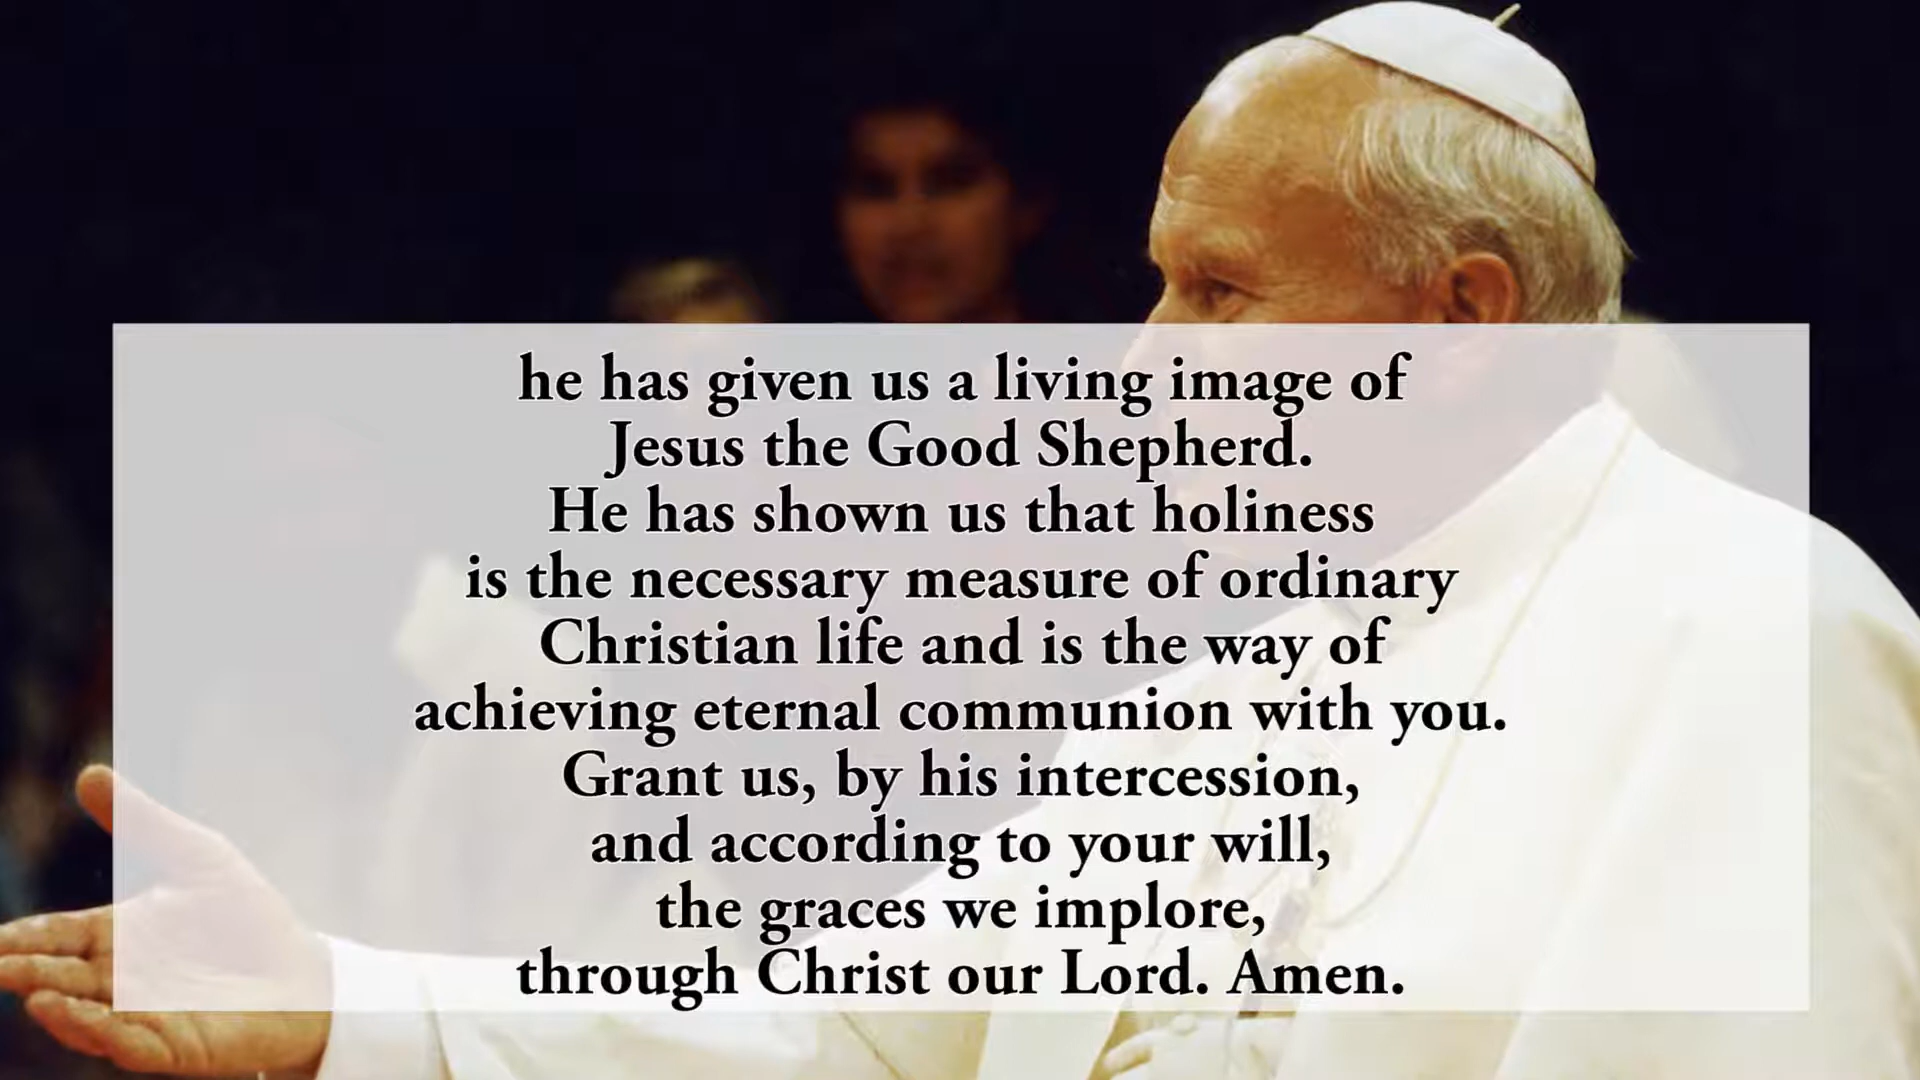 he has given us a living image of
Jesus the Good Shepherd.
He has shown us that holiness
is the necessary measure of ordinary
Christian life and is the way of
achieving eternal communion with you.
Grant us, by his intercession,
and according to your will,
the graces we implore,
through Christ our Lord. Amen.